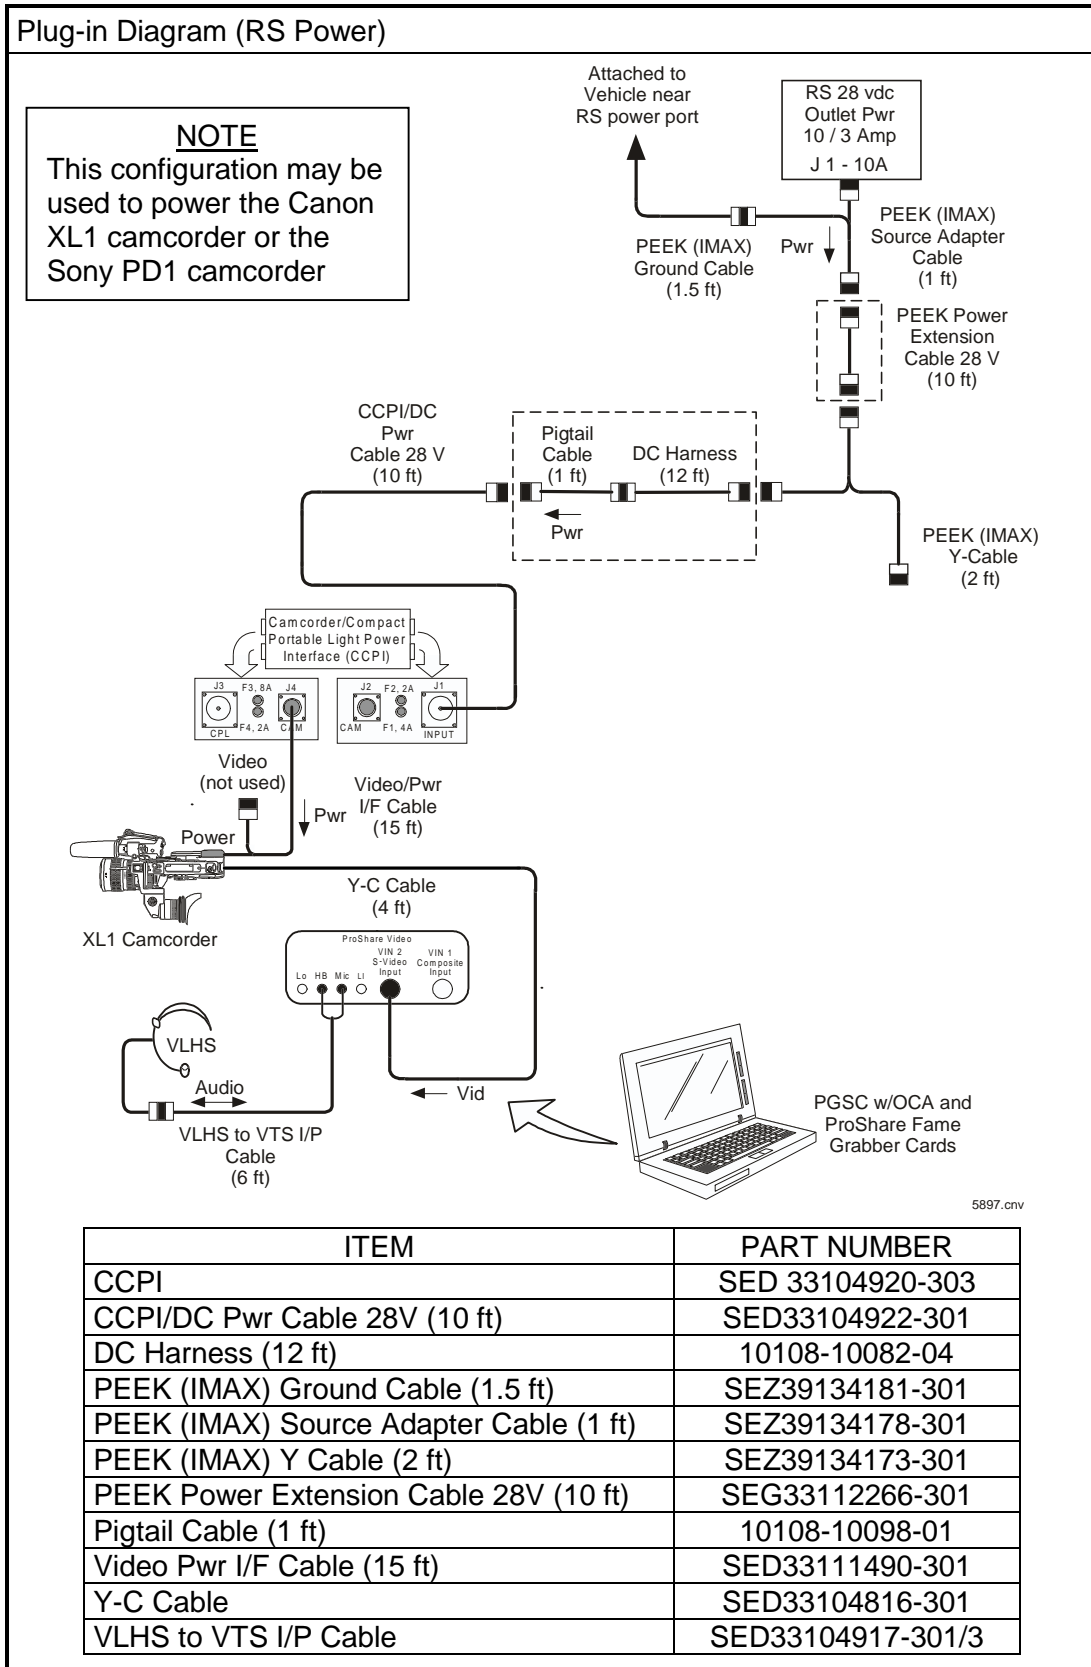 Plug-in Diagram (RS Power)
NOTE
This configuration may be
used to power the Canon
XL1 camcorder or the
Sony PD1 camcorder
Attached to
Vehicle near
RS power port
RS 28 vdc
Outlet Pwr
10 / 3 Amp
J 1 - 10A
PEEK (IMAX)
Ground Cable
(1.5 ft)
Pwr
PEEK (IMAX)
Source Adapter
Cable
(1 ft)
PEEK Power
Extension
Cable 28 V
(10 ft)
CCPI/DC
Pwr
Cable 28 V
(10 ft)
Pigtail
Cable
(1 ft)
DC Harness
(12 ft)
Pwr
PEEK (IMAX)
Y-Cable
(2 ft)
Camcorder/Compact
Portable Light Power
Interface (CCPI)
J3 F3, 8A J4
CPL F4, 2A CAM
J2 F2, 2A J1
CAM F1, 4A INPUT
Video
(not used)
Video/Pwr
I/F Cable
(15 ft)
Pwr
Power
XL1 Camcorder
Y-C Cable
(4 ft)
ProShare Video
VIN 2
S-Video
Input
VIN 1
Composite
Input
Lo HB Mic LI
VLHS
Audio
VLHS to VTS I/P
Cable
(6 ft)
Vid
PGSC w/OCA and
ProShare Fame
Grabber Cards
5897.cnv
ITEM PART NUMBER
CCPI SED 33104920-303
CCPI/DC Pwr Cable 28V (10 ft) SED33104922-301
DC Harness (12 ft) 10108-10082-04
PEEK (IMAX) Ground Cable (1.5 ft) SEZ39134181-301
PEEK (IMAX) Source Adapter Cable (1 ft) SEZ39134178-301
PEEK (IMAX) Y Cable (2 ft) SEZ39134173-301
PEEK Power Extension Cable 28V (10 ft) SEG33112266-301
Pigtail Cable (1 ft) 10108-10098-01
Video Pwr I/F Cable (15 ft) SED33111490-301
Y-C Cable SED33104816-301
VLHS to VTS I/P Cable SED33104917-301/3